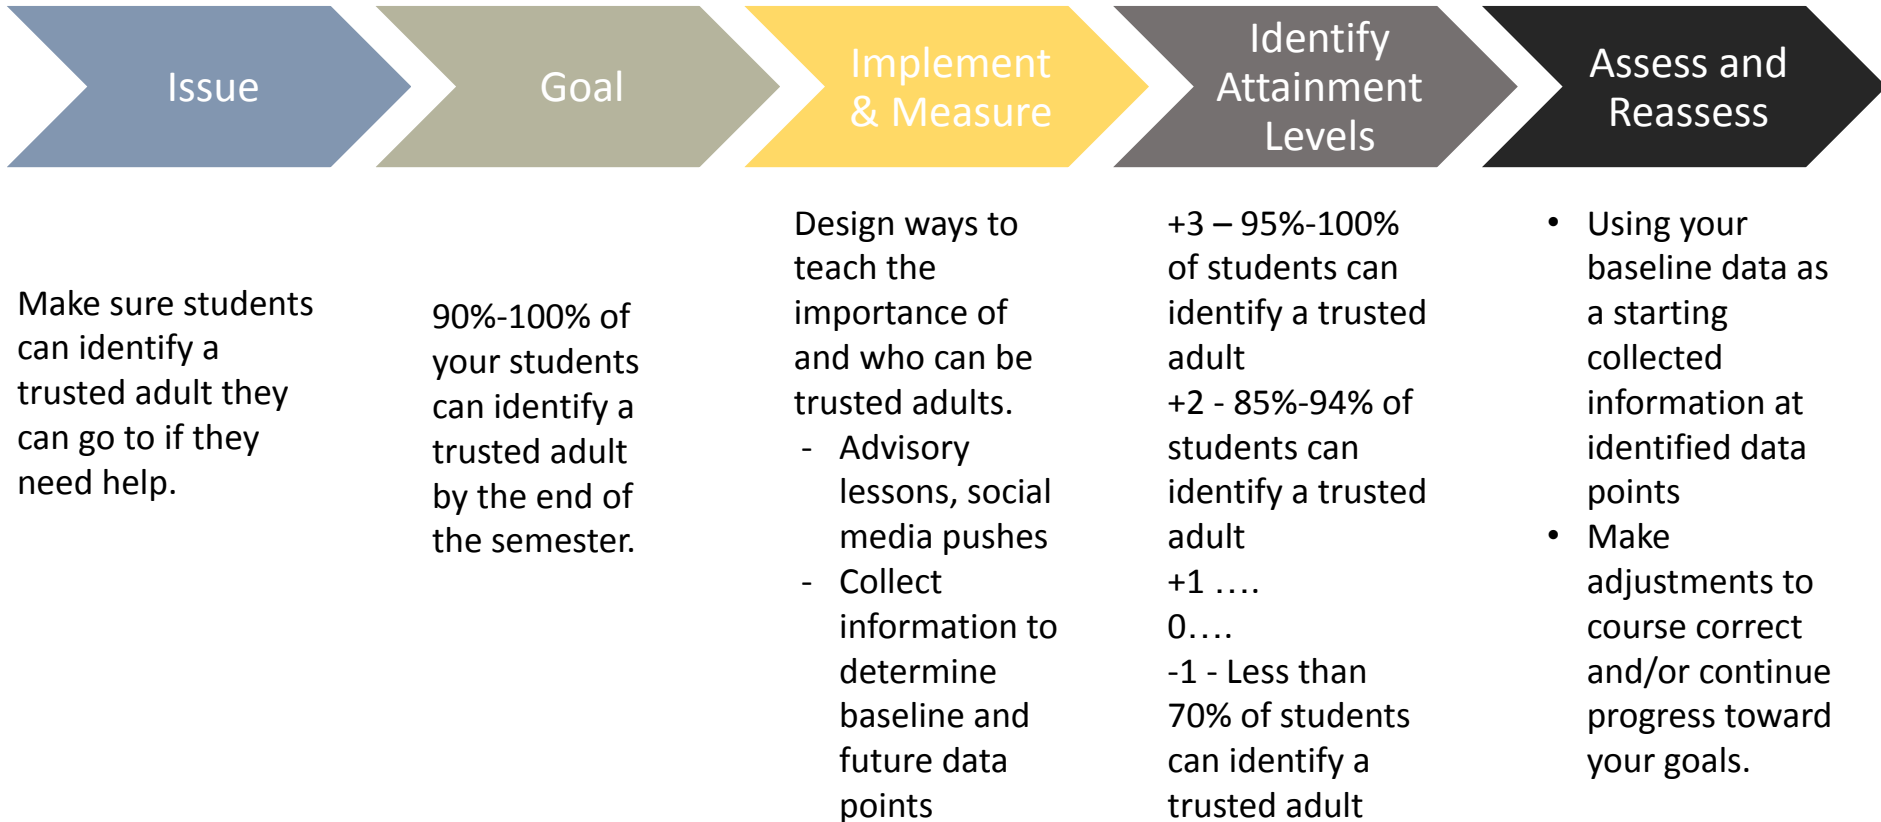 Issue
Goal
Implement
& Measure
Identify
Attainment
Levels
Assess and
Reassess
Make sure students
can identify a
trusted adult they
can go to if they
need help.
90%-100% of
your students
can identify a
trusted adult
by the end of
the semester.
Design ways to
teach the
importance of
and who can be
trusted adults.
- Advisory
lessons, social
media pushes
- Collect
information to
determine
baseline and
future data
points
+3 – 95%-100%
of students can
identify a trusted
adult
+2 - 85%-94% of
students can
identify a trusted
adult
+1 ….
0….
-1 - Less than
70% of students
can identify a
trusted adult
• Using your
baseline data as
a starting
collected
information at
identified data
points
• Make
adjustments to
course correct
and/or continue
progress toward
your goals.